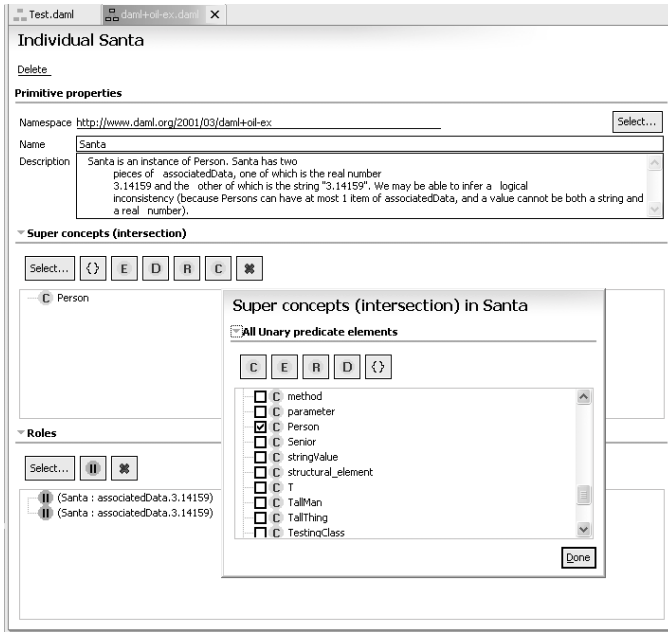 Test.daml daml+oil-ex.daml X
Individual Santa
Delete
Primitive properties
Namespace http://www.daml.org/2001/03/daml+oil-ex Select...
Name Santa
Description Santa is an instance of Person. Santa has two
pieces of associatedData, one of which is the real number
3.14159 and the other of which is the string "3.14159". We may be able to infer a logical
inconsistency (because Persons can have at most 1 item of associatedData, and a value cannot be both a string and
a real number).
Super concepts (intersection)
Select... {} E D R C
C Person
Super concepts (intersection) in Santa
All Unary predicate elements
C E R D {}
C method
C parameter
C Person
C Senior
C stringValue
C structural_element
C T
C TallMan
C TallThing
C TestingClass
Done
Roles
Select...
(Santa : associatedData.3.14159)
(Santa : associatedData.3.14159)